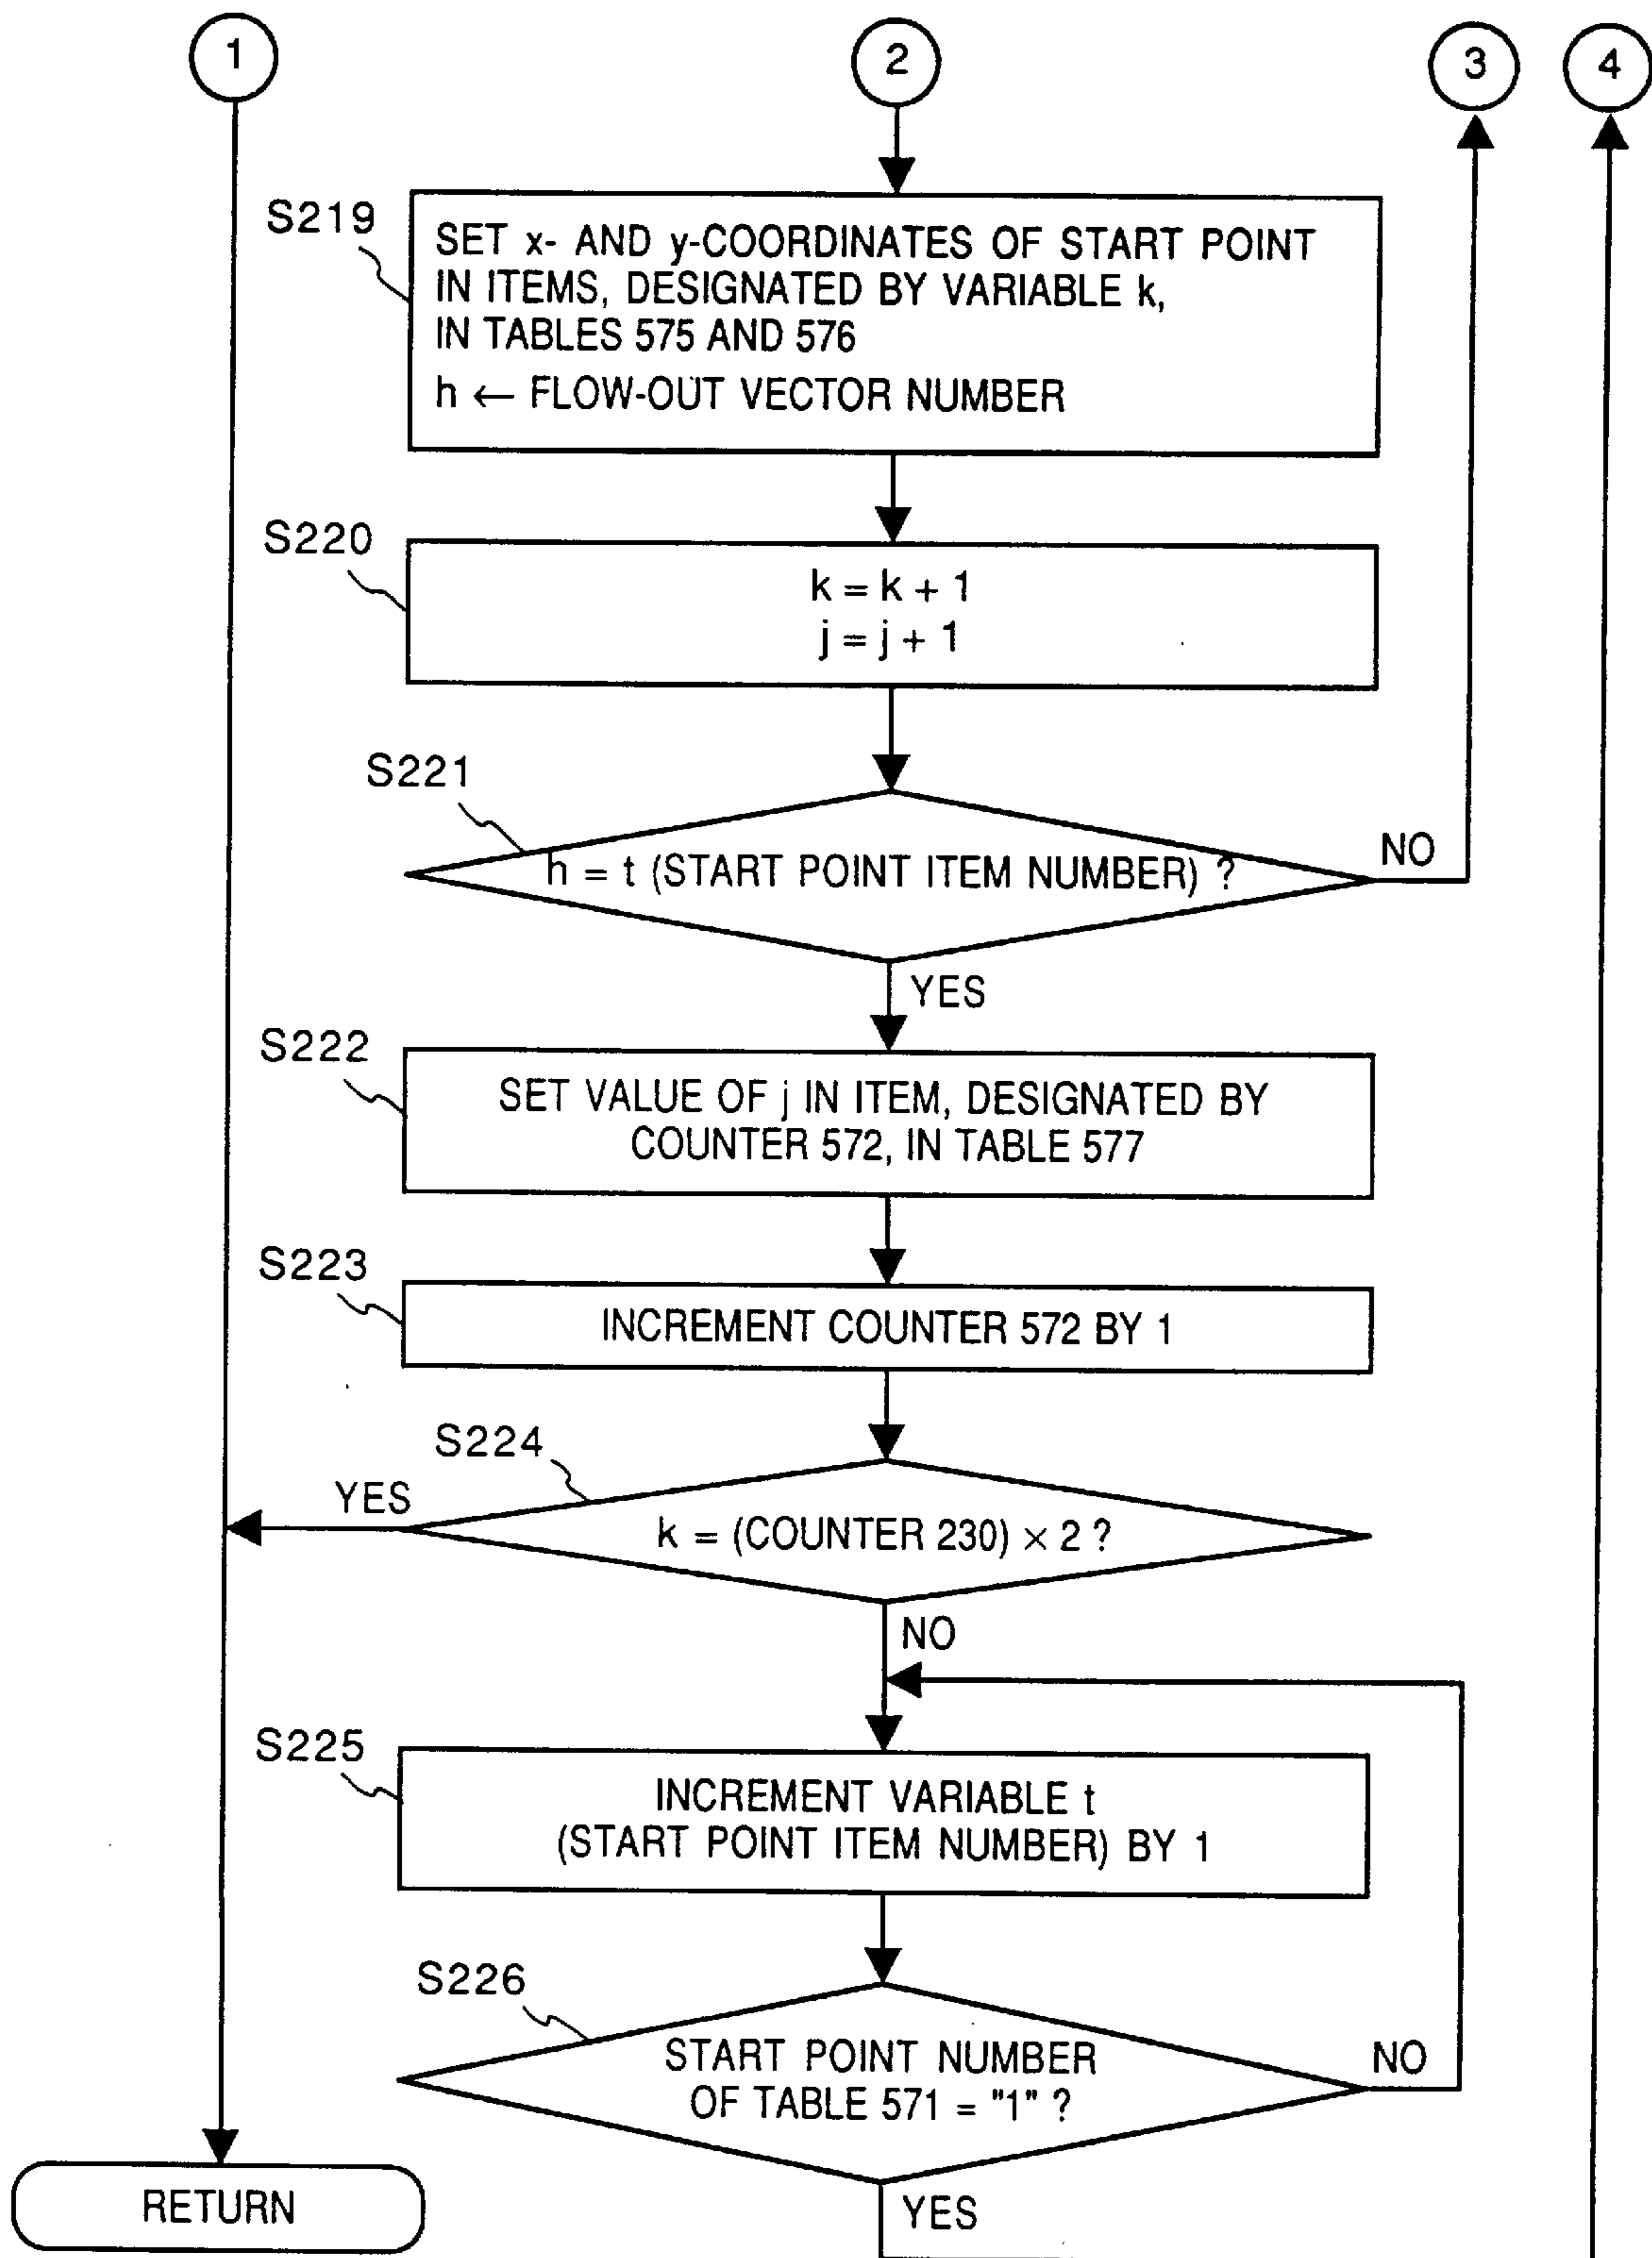 1
2
3
4
S219
SET x- AND y-COORDINATES OF START POINT
IN ITEMS, DESIGNATED BY VARIABLE k,
IN TABLES 575 AND 576
h ← FLOW-OUT VECTOR NUMBER
S220
k = k + 1
j = j + 1
S221
h = t (START POINT ITEM NUMBER) ?
NO
YES
S222
SET VALUE OF j IN ITEM, DESIGNATED BY
COUNTER 572, IN TABLE 577
S223
INCREMENT COUNTER 572 BY 1
S224
YES
k = (COUNTER 230) × 2 ?
NO
S225
INCREMENT VARIABLE t
(START POINT ITEM NUMBER) BY 1
S226
START POINT NUMBER
OF TABLE 571 = "1" ?
NO
RETURN
YES